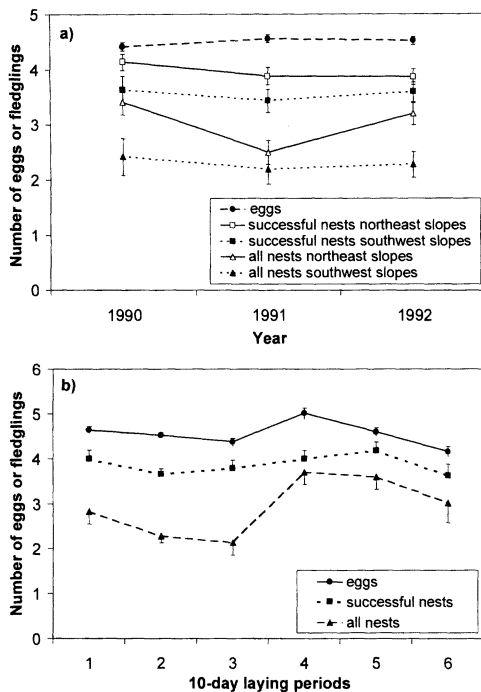 a)
Number of eggs or fledglings
5
4
3
2
1
0
eggs
successful nests northeast slopes
successful nests southwest slopes
all nests northeast slopes
all nests southwest slopes
1990 1991 1992
Year
b)
Number of eggs or fledglings
6
5
4
3
2
1
0
eggs
successful nests
all nests
1 2 3 4 5 6
10-day laying periods